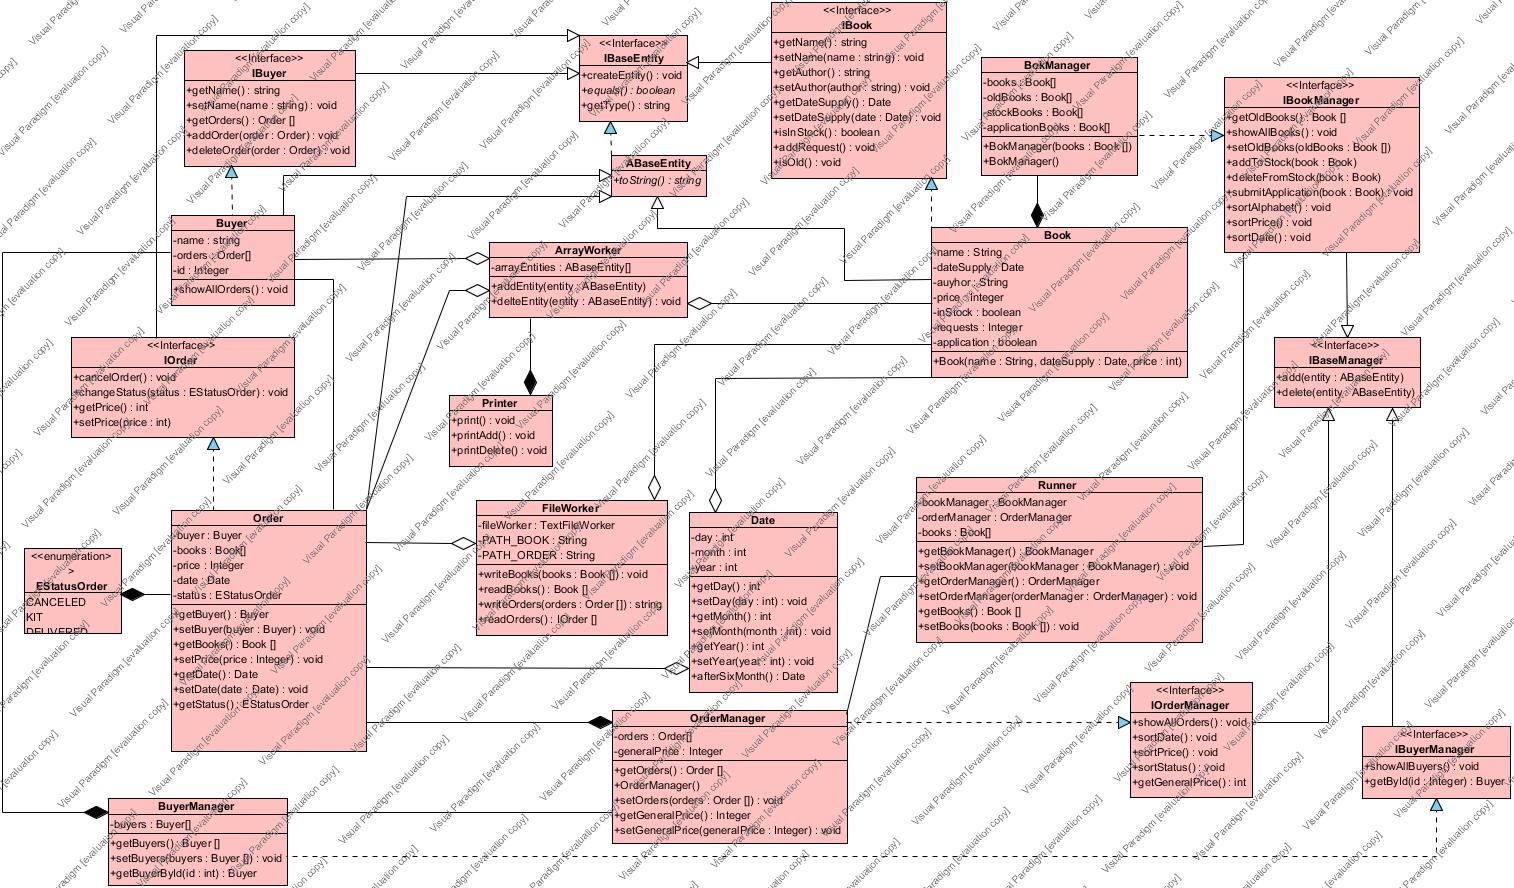 <<Interface>>
IBuyer
+getName() : string
+setName(name : string) : void
+getOrders() : Order []
+addOrder(order : Order) : void
+deleteOrder(order : Order) : void
<<Interface>>
IBaseEntity
+createEntity() : void
+equals() : boolean
+getType() : string
<<Interface>>
IBook
+getName() : string
+setName(name : string) : void
+getAuthor() : string
+setAuthor(author : string) : void
+getDateSupply() : Date
+setDateSupply(date : Date) : void
+isInStock() : boolean
+addRequest() : void
+isOld() : void
BokManager
-books : Book[]
-oldBooks : Book[]
-stockBooks : Book[]
-applicationBooks : Book[]
+BokManager(books : Book [])
+BokManager()
<<Interface>>
IBookManager
+getOldBooks() : Book []
+showAllBooks() : void
+setOldBooks(oldBooks : Book [])
+addToStock(book : Book)
+deleteFromStock(book : Book)
+submitApplication(book : Book) : void
+sortAlphabet() : void
+sortPrice() : void
+sortDate() : void
ABaseEntity
+toString() : string
Buyer
-name : string
-orders : Order[]
-id : Integer
+showAllOrders() : void
ArrayWorker
-arrayEntities : ABaseEntity[]
+addEntity(entity : ABaseEntity)
+delteEntity(entity : ABaseEntity) : void
Book
-name : String
-dateSupply : Date
-auyhor : String
-price : Integer
-inStock : boolean
-requests : Integer
-application : boolean
+Book(name : String, dateSupply : Date, price : int)
<<Interface>>
IOrder
+cancelOrder() : void
+changeStatus(status : EStatusOrder) : void
+getPrice() : int
+setPrice(price : int)
<<Interface>>
IBaseManager
+add(entity : ABaseEntity)
+delete(entity : ABaseEntity)
Printer
+print() : void
+printAdd() : void
+printDelete() : void
Order
-buyer : Buyer
-books : Book[]
-price : Integer
-date : Date
-status : EStatusOrder
+getBuyer() : Buyer
+setBuyer(buyer : Buyer) : void
+getBooks() : Book []
+setPrice(price : Integer) : void
+getDate() : Date
+setDate(date : Date) : void
+getStatus() : EStatusOrder
<<enumeration>
>
EStatusOrder
CANCELED
KIT
DELIVERED
FileWorker
-fileWorker : TextFileWorker
-PATH_BOOK : String
-PATH_ORDER : String
+writeBooks(books : Book []) : void
+readBooks() : Book []
+writeOrders(orders : Order []) : string
+readOrders() : IOrder []
Date
-day : int
-month : int
-year : int
+getDay() : int
+setDay(day : int) : void
+getMonth() : int
+setMonth(month : int) : void
+getYear() : int
+setYear(year : int) : void
+afterSixMonth() : Date
Runner
-bookManager : BookManager
-orderManager : OrderManager
-books : Book[]
+getBookManager() : BookManager
+setBookManager(bookManager : BookManager) : void
+getOrderManager() : OrderManager
+setOrderManager(orderManager : OrderManager) : void
+getBooks() : Book []
+setBooks(books : Book []) : void
OrderManager
-orders : Order[]
-generalPrice : Integer
+getOrders() : Order []
+OrderManager()
+setOrders(orders : Order []) : void
+getGeneralPrice() : Integer
+setGeneralPrice(generalPrice : Integer) : void
<<Interface>>
IOrderManager
+showAllOrders() : void
+sortDate() : void
+sortPrice() : void
+sortStatus() : void
+getGeneralPrice() : int
<<Interface>>
IBuyerManager
+showAllBuyers() : void
+getById(id : Integer) : Buyer
BuyerManager
-buyers : Buyer[]
+getBuyers() : Buyer []
+setBuyers(buyers : Buyer []) : void
+getBuyerById(id : int) : Buyer
Visual Paradigm [evaluation copy]